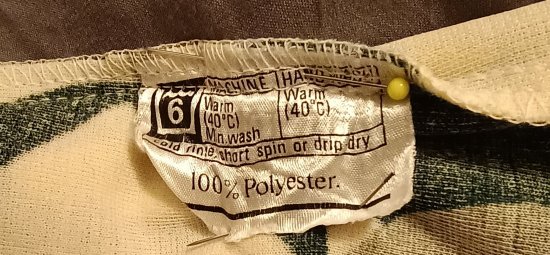 MACHINE HAND WASH
6
Warm Warm
(40°C) (40°C)
Min. wash
Cold rinse, short spin or drip dry
100% Polyester.